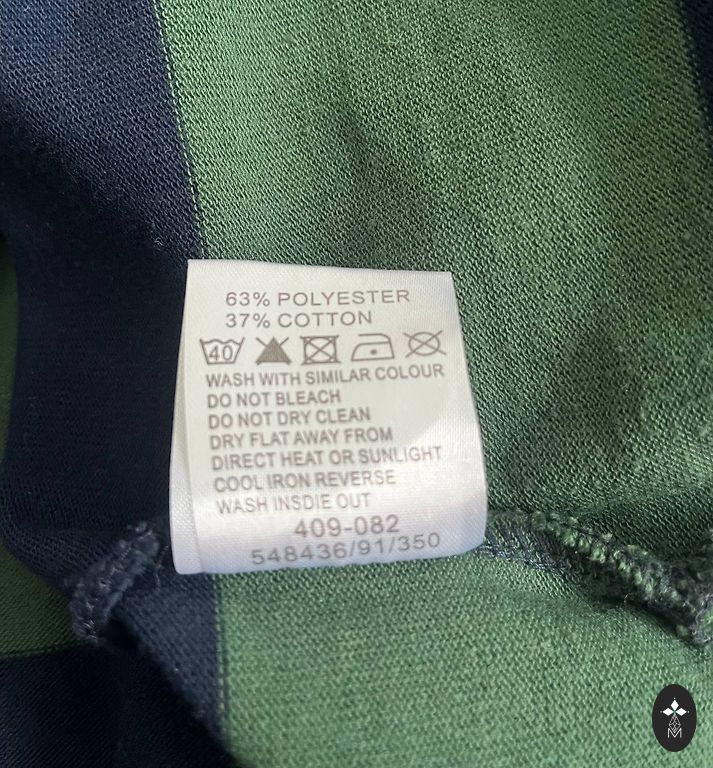 63% POLYESTER
37% COTTON
40
WASH WITH SIMILAR COLOUR
DO NOT BLEACH
DO NOT DRY CLEAN
DRY FLAT AWAY FROM
DIRECT HEAT OR SUNLIGHT
COOL IRON REVERSE
WASH INSDIE OUT
409-082
548436/91/350
M